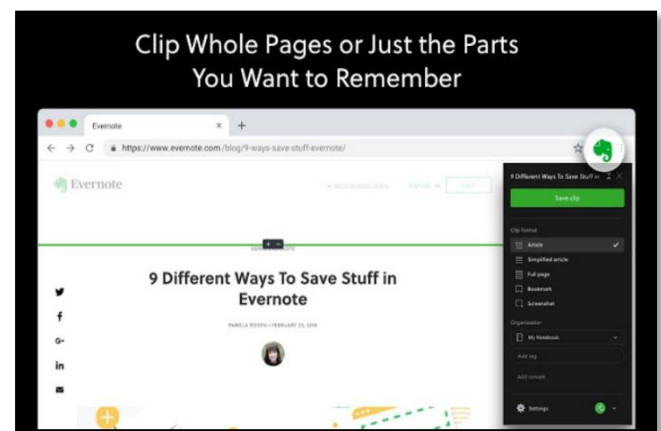 Clip Whole Pages or Just the Parts
You Want to Remember
Evernote
https://www.evernote.com/blog/9-ways-save-stuff-evernote/
Evernote
9 Different Ways To Save Stuff in
Evernote
FEBRUARY 23, 2018
9 Different Ways To Save Stuff in
Save clip
Clip format
Article
Simplified article
Full page
Bookmark
Screenshot
Organization
My Notebook
Add tag
Add remark
Settings